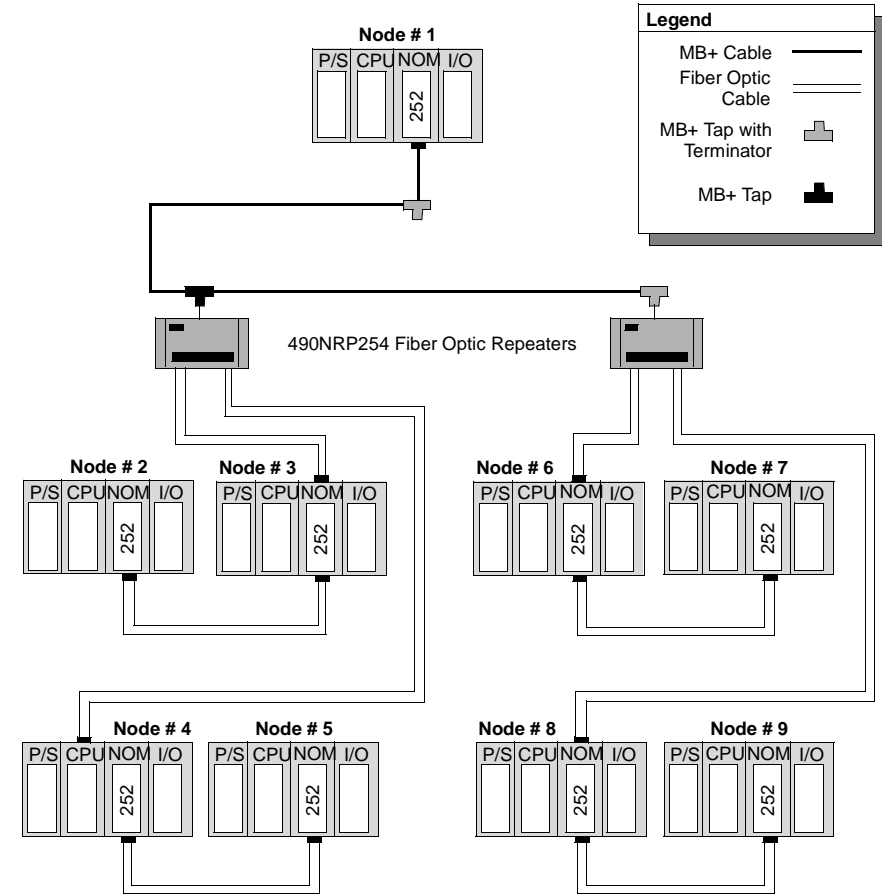 Legend
MB+ Cable
Fiber Optic
Cable
MB+ Tap with
Terminator
MB+ Tap
Node # 1
P/S CPU NOM I/O
252
490NRP254 Fiber Optic Repeaters
Node # 2
P/S CPU NOM I/O
252
Node # 3
P/S CPU NOM I/O
252
Node # 6
P/S CPU NOM I/O
252
Node # 7
P/S CPU NOM I/O
252
Node # 4
P/S CPU NOM I/O
252
Node # 5
P/S CPU NOM I/O
252
Node # 8
P/S CPU NOM I/O
252
Node # 9
P/S CPU NOM I/O
252